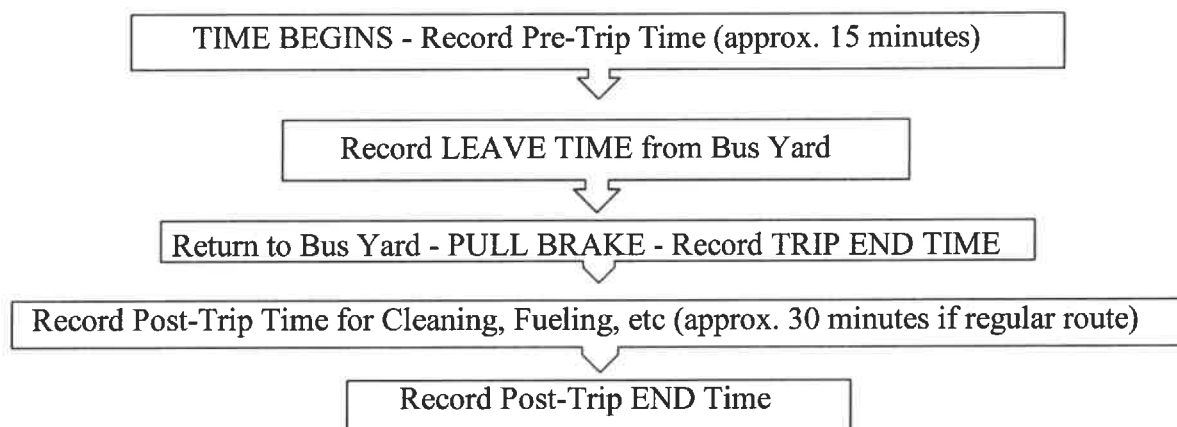 TIME BEGINS - Record Pre-Trip Time (approx. 15 minutes)
Record LEAVE TIME from Bus Yard
Return to Bus Yard - PULL BRAKE - Record TRIP END TIME
Record Post-Trip Time for Cleaning, Fueling, etc (approx. 30 minutes if regular route)
Record Post-Trip END Time